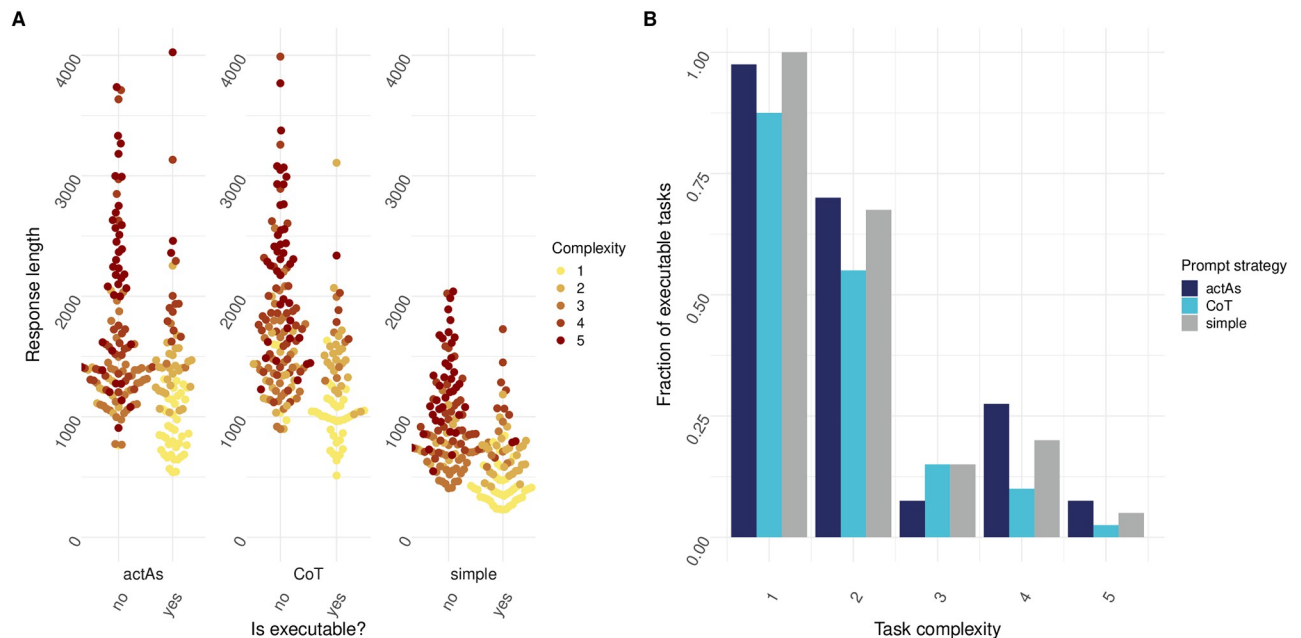 A
Response length
4000
3000
2000
1000
0
4000
3000
2000
1000
0
4000
3000
2000
1000
0
actAs
CoT
simple
no
yes
no
yes
no
yes
Is executable?
Complexity
1
2
3
4
5
B
Fraction of executable tasks
1.00
0.75
0.50
0.25
0.00
1
2
3
4
5
Task complexity
Prompt strategy
actAs
CoT
simple